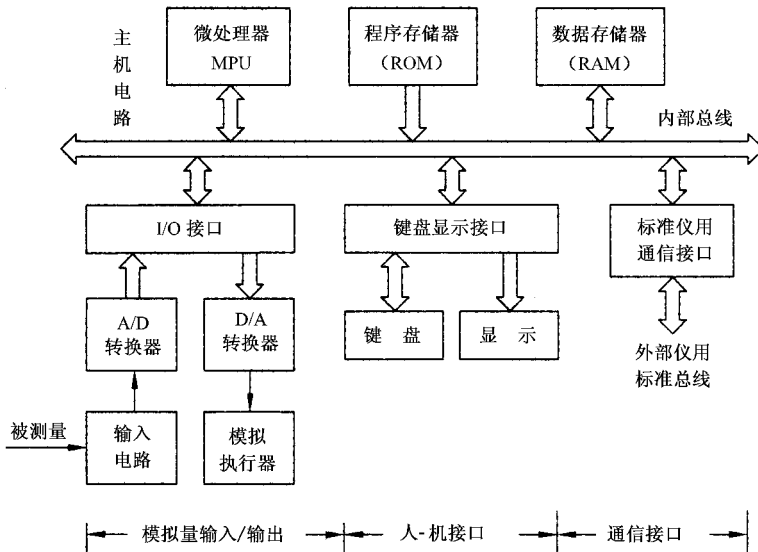 主
机
电
路
微处理器
MPU
程序存储器
（ROM）
数据存储器
（RAM）
内部总线
I/O 接口
键盘显示接口
标准仪用
通信接口
A/D
转换器
D/A
转换器
键 盘
显 示
外部仪用
标准总线
被测量
输入
电路
模拟
执行器
模拟量输入/输出
人-机接口
通信接口